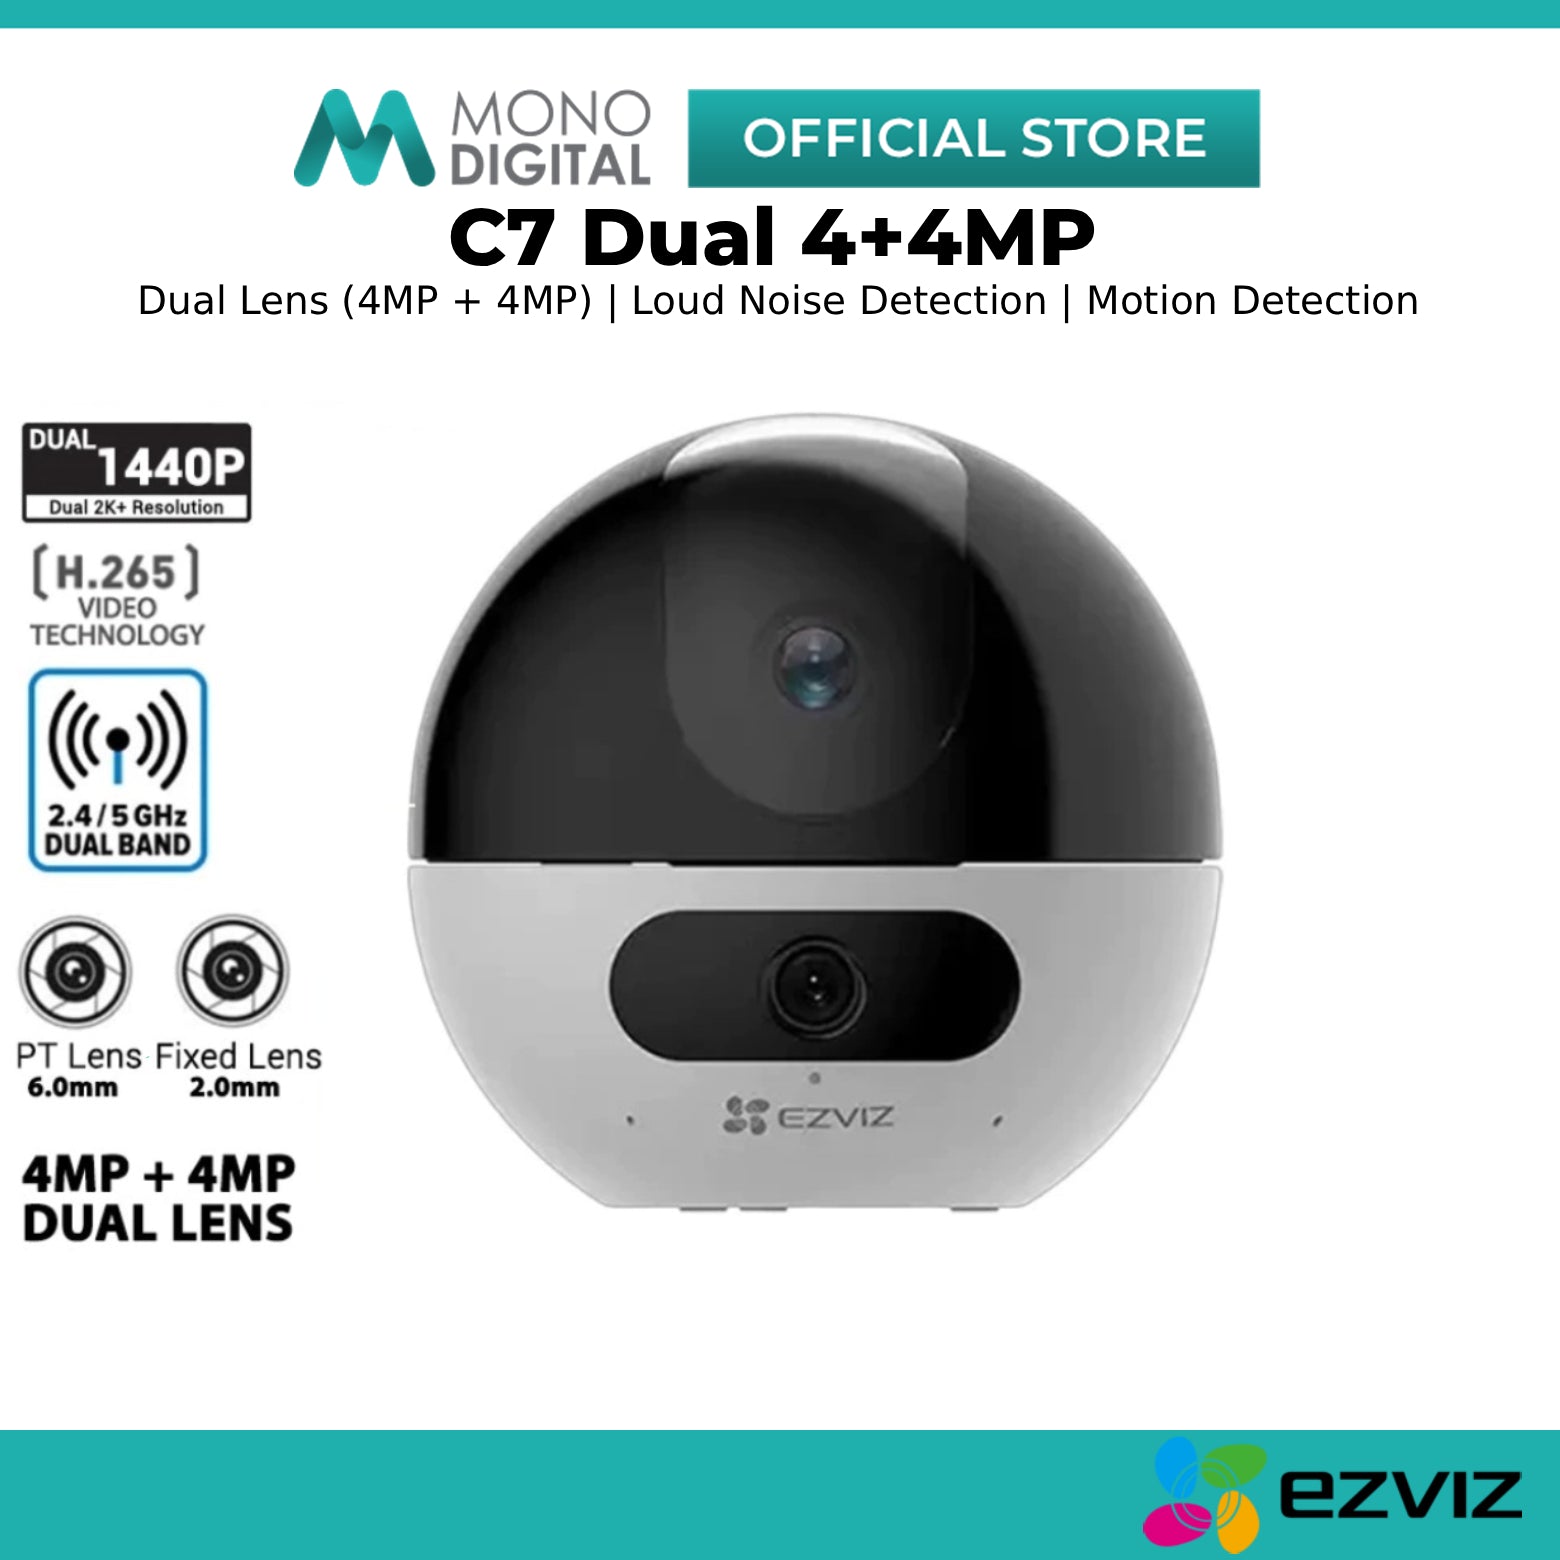 MONO
DIGITAL
OFFICIAL STORE
C7 Dual 4+4MP
Dual Lens (4MP + 4MP) | Loud Noise Detection | Motion Detection
DUAL
1440P
Dual 2K+ Resolution
[H.265]
VIDEO
TECHNOLOGY
2.4 / 5 GHz
DUAL BAND
PT Lens Fixed Lens
6.0mm 2.0mm
4MP + 4MP
DUAL LENS
EZVIZ
ezviz